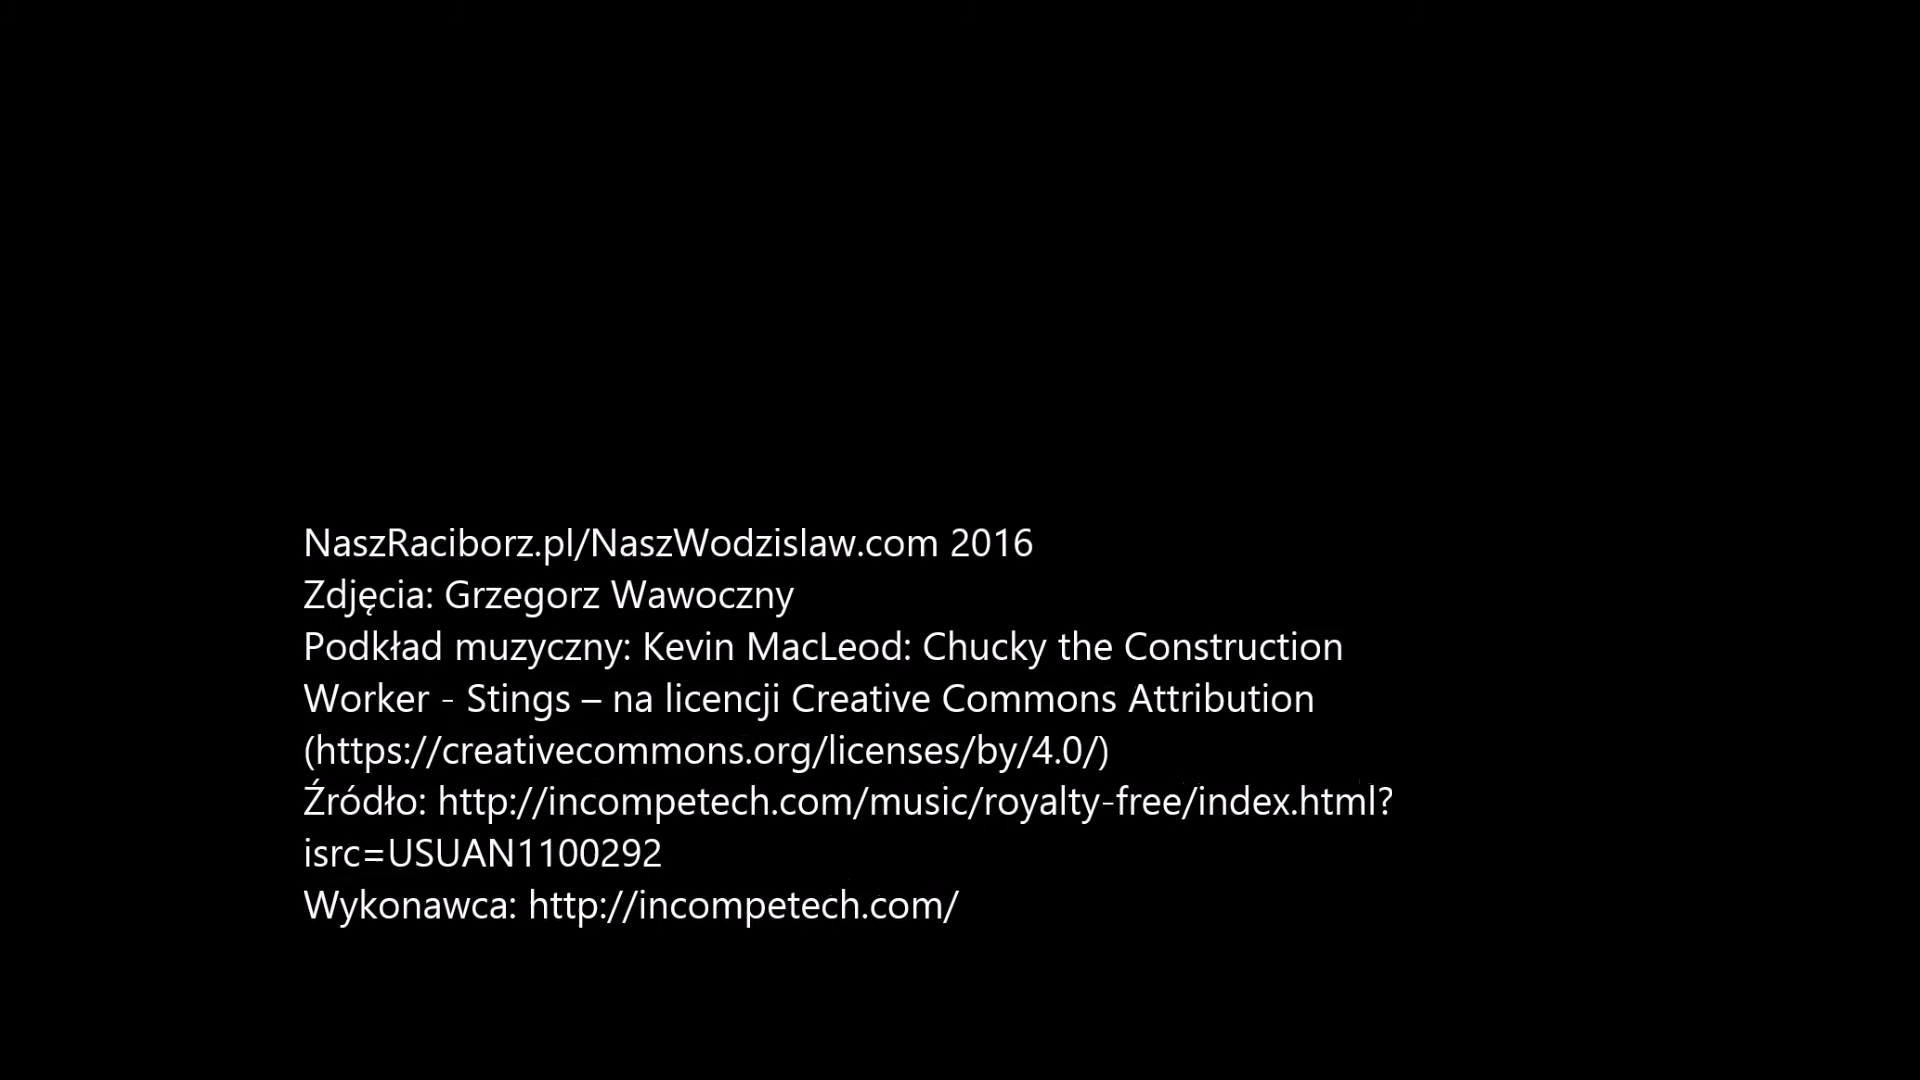 NaszRaciborz.pl/NaszWodzislaw.com 2016
Zdjęcia: Grzegorz Wawoczny
Podkład muzyczny: Kevin MacLeod: Chucky the Construction
Worker - Stings – na licencji Creative Commons Attribution
(https://creativecommons.org/licenses/by/4.0/)
Źródło: http://incompetech.com/music/royalty-free/index.html?
isrc=USUAN1100292
Wykonawca: http://incompetech.com/